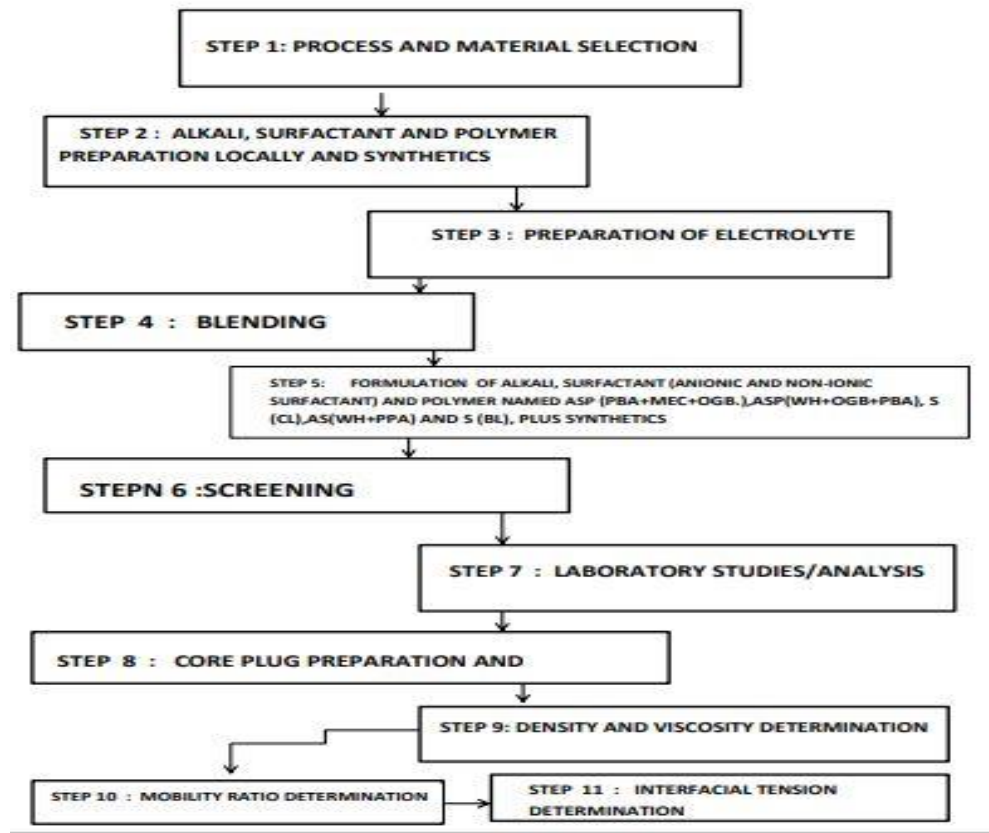 STEP 1: PROCESS AND MATERIAL SELECTION
STEP 2 : ALKALI, SURFACTANT AND POLYMER
PREPARATION LOCALLY AND SYNTHETICS
STEP 3 : PREPARATION OF ELECTROLYTE
STEP 4 : BLENDING
STEP 5: FORMULATION OF ALKALI, SURFACTANT (ANIONIC AND NON-IONIC
SURFACTANT) AND POLYMER NAMED ASP (PBA+MEC+OGB.),ASP(WH+OGB+PBA), S
(CL),AS(WH+PPA) AND S (BL), PLUS SYNTHETICS
STEPN 6 :SCREENING
STEP 7 : LABORATORY STUDIES/ANALYSIS
STEP 8 : CORE PLUG PREPARATION AND
STEP 9: DENSITY AND VISCOSITY DETERMINATION
STEP 10 : MOBILITY RATIO DETERMINATION
STEP 11 : INTERFACIAL TENSION
DETERMINATION